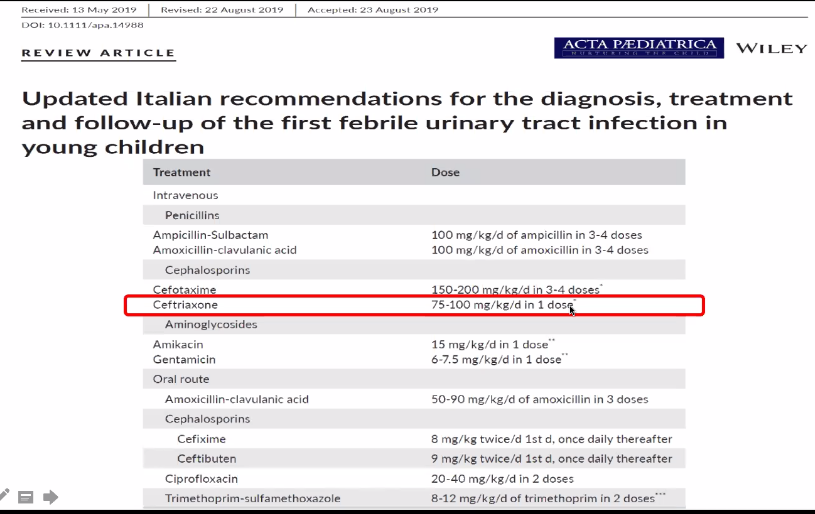 Received: 13 May 2019 | Revised: 22 August 2019 | Accepted: 23 August 2019
DOI: 10.1111/apa.14988
REVIEW ARTICLE
ACTA PÆDIATRICA
NURTURING THE CHILD
WILEY
Updated Italian recommendations for the diagnosis, treatment
and follow-up of the first febrile urinary tract infection in
young children
Treatment Dose
Intravenous
Penicillins
Ampicillin-Sulbactam 100 mg/kg/d of ampicillin in 3-4 doses
Amoxicillin-clavulanic acid 100 mg/kg/d of amoxicillin in 3-4 doses
Cephalosporins
Cefotaxime 150-200 mg/kg/d in 3-4 doses*
Ceftriaxone 75-100 mg/kg/d in 1 dose*
Aminoglycosides
Amikacin 15 mg/kg/d in 1 dose**
Gentamicin 6-7.5 mg/kg/d in 1 dose**
Oral route
Amoxicillin-clavulanic acid 50-90 mg/kg/d of amoxicillin in 3 doses
Cephalosporins
Cefixime 8 mg/kg twice/d 1st d, once daily thereafter
Ceftibuten 9 mg/kg twice/d 1st d, once daily thereafter
Ciprofloxacin 20-40 mg/kg/d in 2 doses
Trimethoprim-sulfamethoxazole 8-12 mg/kg/d of trimethoprim in 2 doses***